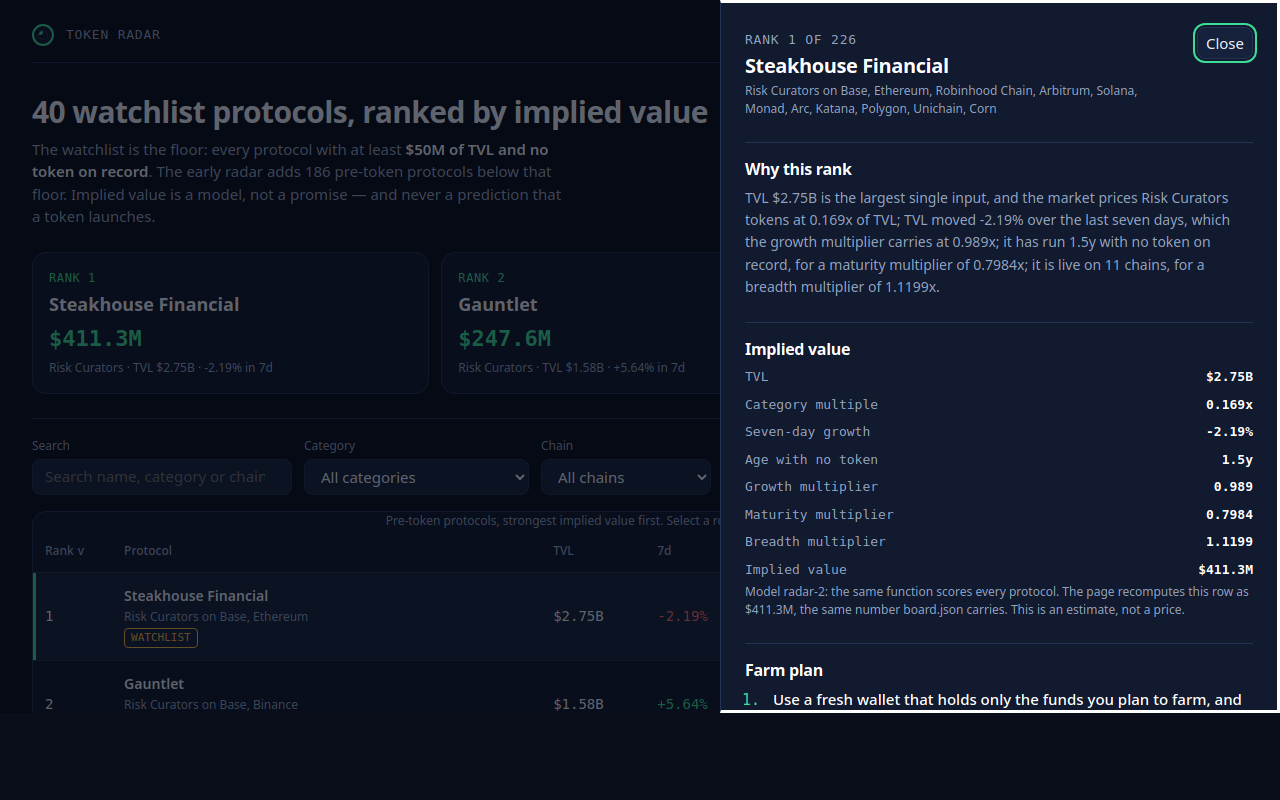 TOKEN RADAR
40 watchlist protocols, ranked by implied value
The watchlist is the floor: every protocol with at least $50M of TVL and no
token on record. The early radar adds 186 pre-token protocols below that
floor. Implied value is a model, not a promise — and never a prediction that
a token launches.
RANK 1
Steakhouse Financial
$411.3M
Risk Curators · TVL $2.75B · -2.19% in 7d
RANK 2
Gauntlet
$247.6M
Risk Curators · TVL $1.58B · +5.64% in 7d
Search
Category
Chain
Search name, category or chain
All categories
All chains
Pre-token protocols, strongest implied value first. Select a
Rank v
Protocol
TVL
7d
1
Steakhouse Financial
Risk Curators on Base, Ethereum
WATCHLIST
$2.75B
-2.19%
2
Gauntlet
Risk Curators on Base, Binance
$1.58B
+5.64%
RANK 1 OF 226
Steakhouse Financial
Close
Risk Curators on Base, Ethereum, Robinhood Chain, Arbitrum, Solana,
Monad, Arc, Katana, Polygon, Unichain, Corn
Why this rank
TVL $2.75B is the largest single input, and the market prices Risk Curators
tokens at 0.169x of TVL; TVL moved -2.19% over the last seven days, which
the growth multiplier carries at 0.989x; it has run 1.5y with no token on
record, for a maturity multiplier of 0.7984x; it is live on 11 chains, for a
breadth multiplier of 1.1199x.
Implied value
TVL $2.75B
Category multiple 0.169x
Seven-day growth -2.19%
Age with no token 1.5y
Growth multiplier 0.989
Maturity multiplier 0.7984
Breadth multiplier 1.1199
Implied value $411.3M
Model radar-2: the same function scores every protocol. The page recomputes this row as
$411.3M, the same number board.json carries. This is an estimate, not a price.
Farm plan
1. Use a fresh wallet that holds only the funds you plan to farm, and